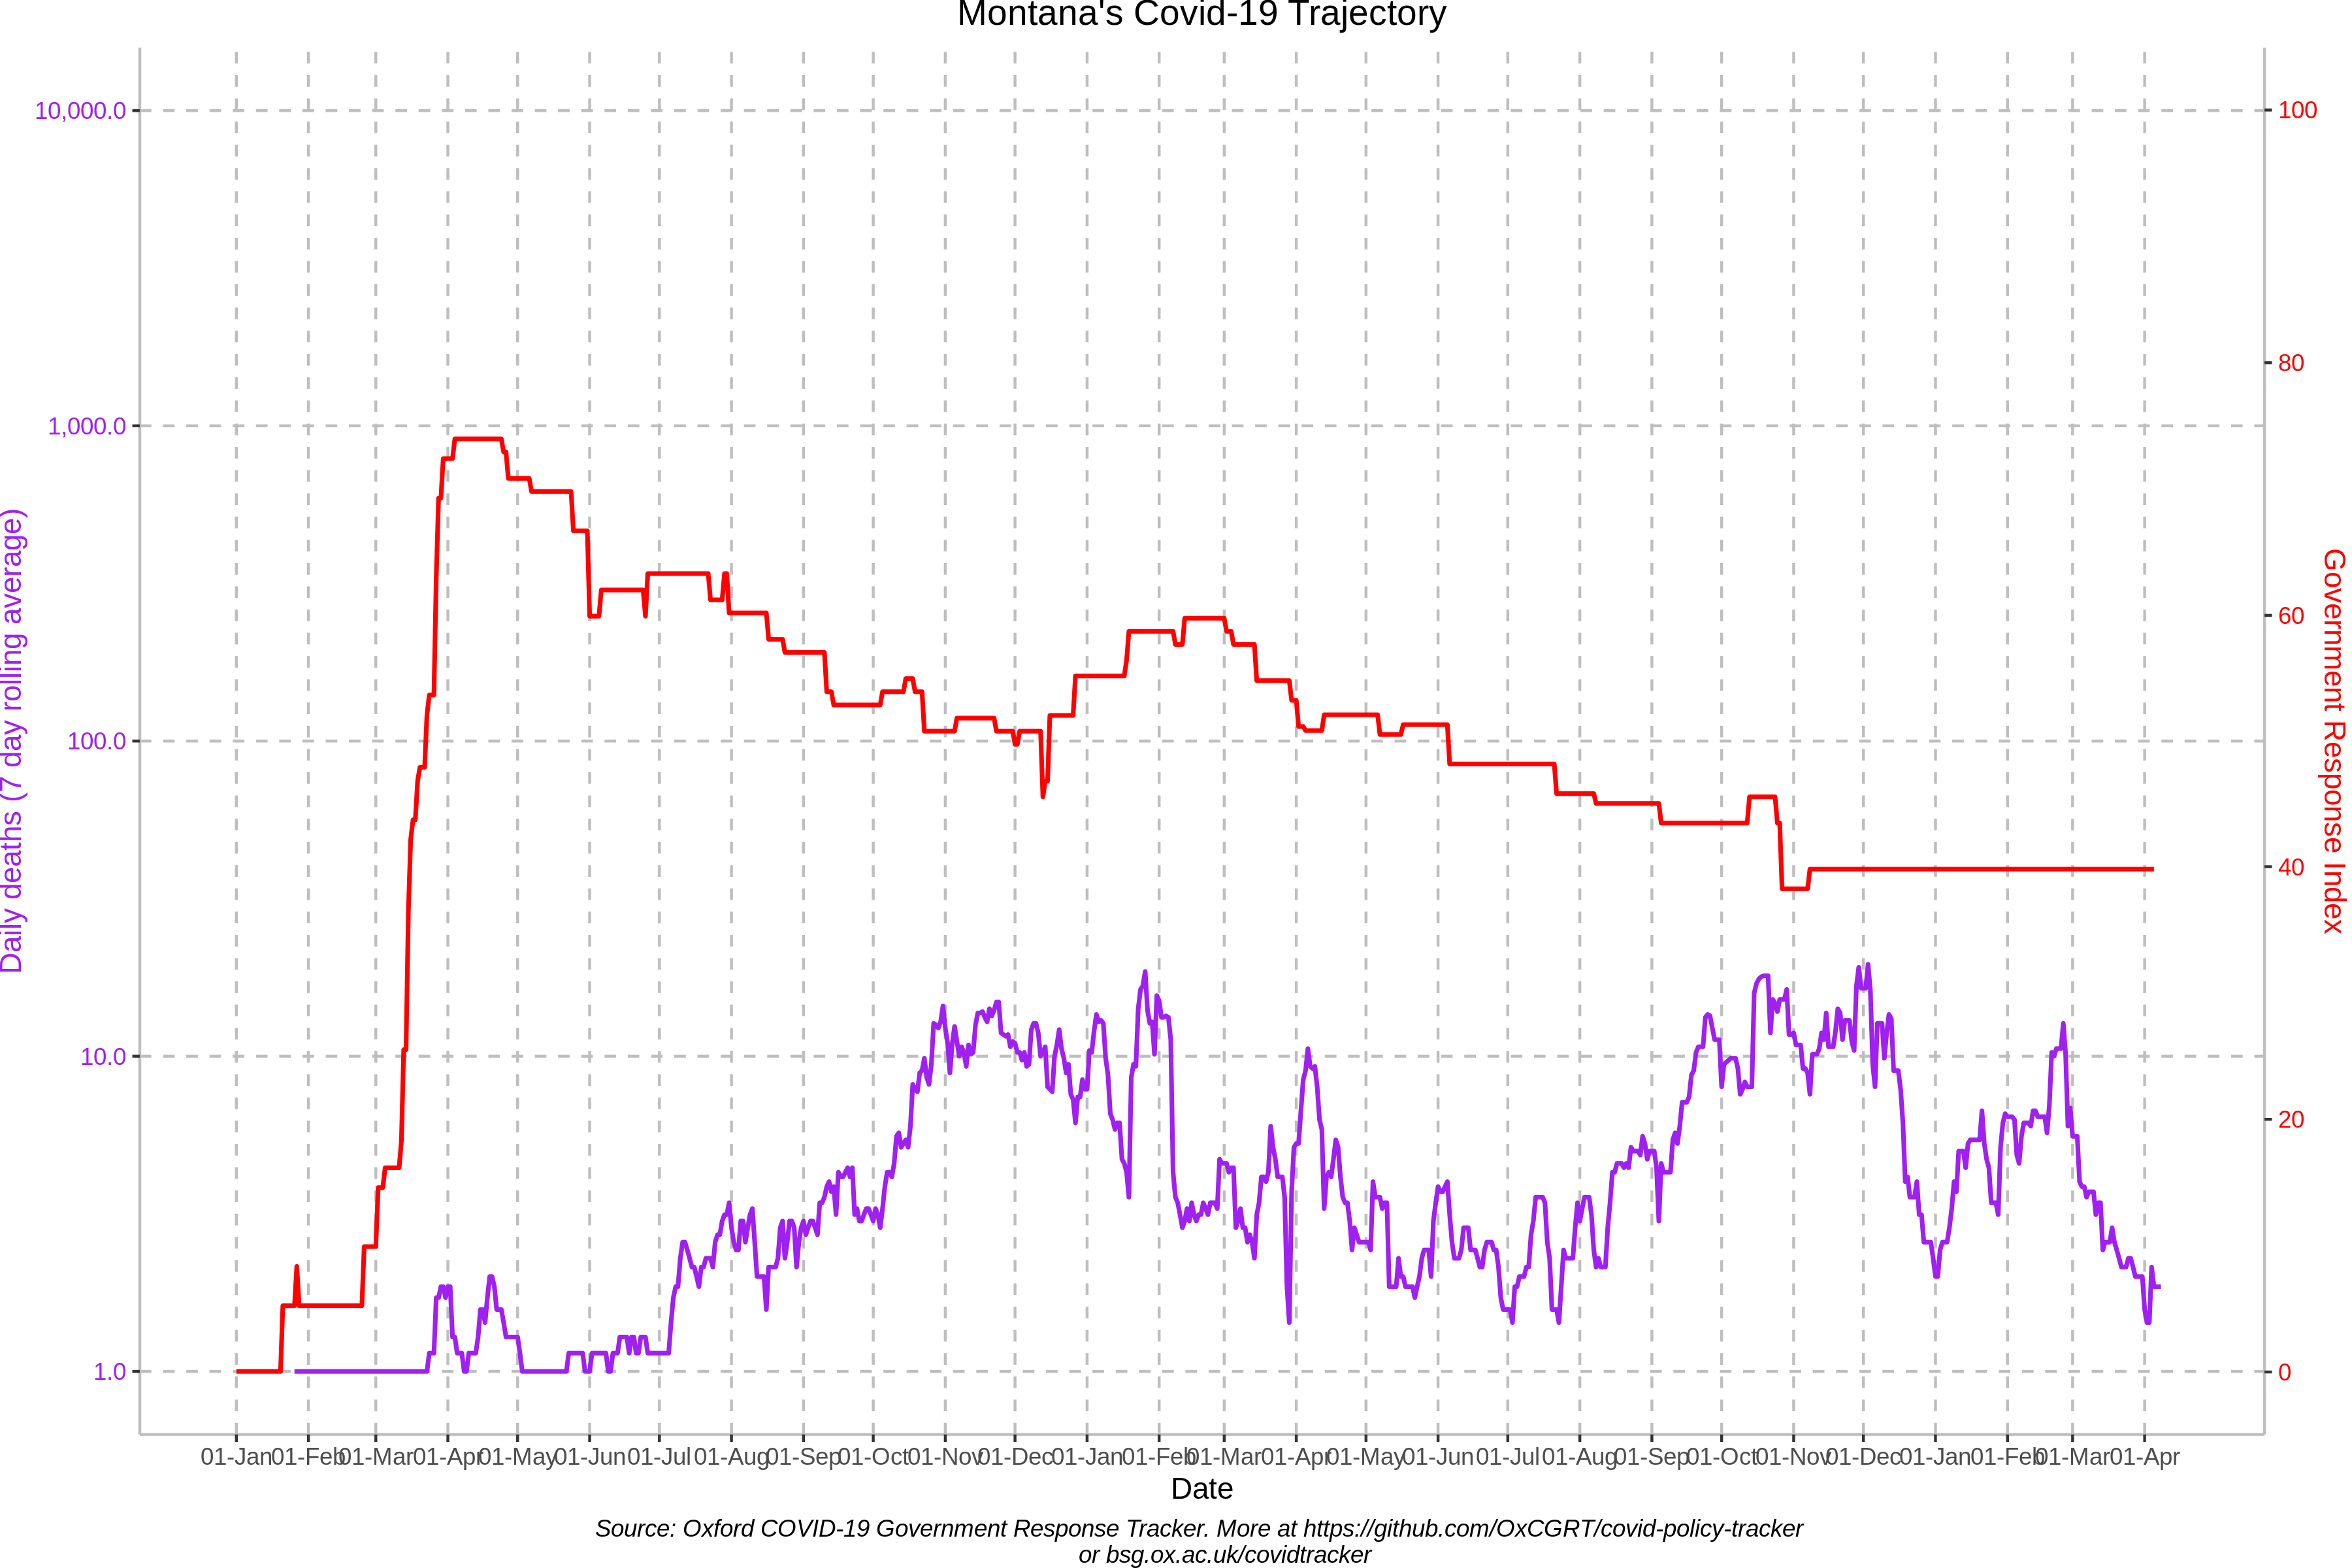 Montana's Covid-19 Trajectory
10,000.0
1,000.0
100.0
10.0
1.0
Daily deaths (7 day rolling average)
100
80
60
40
20
0
Government Response Index
01-Jan 01-Feb 01-Mar 01-Apr 01-May 01-Jun 01-Jul 01-Aug 01-Sep 01-Oct 01-Nov 01-Dec 01-Jan 01-Feb 01-Mar 01-Apr 01-May 01-Jun 01-Jul 01-Aug 01-Sep 01-Oct 01-Nov 01-Dec 01-Jan 01-Feb 01-Mar 01-Apr
Date
Source: Oxford COVID-19 Government Response Tracker. More at https://github.com/OxCGRT/covid-policy-tracker
or bsg.ox.ac.uk/covidtracker